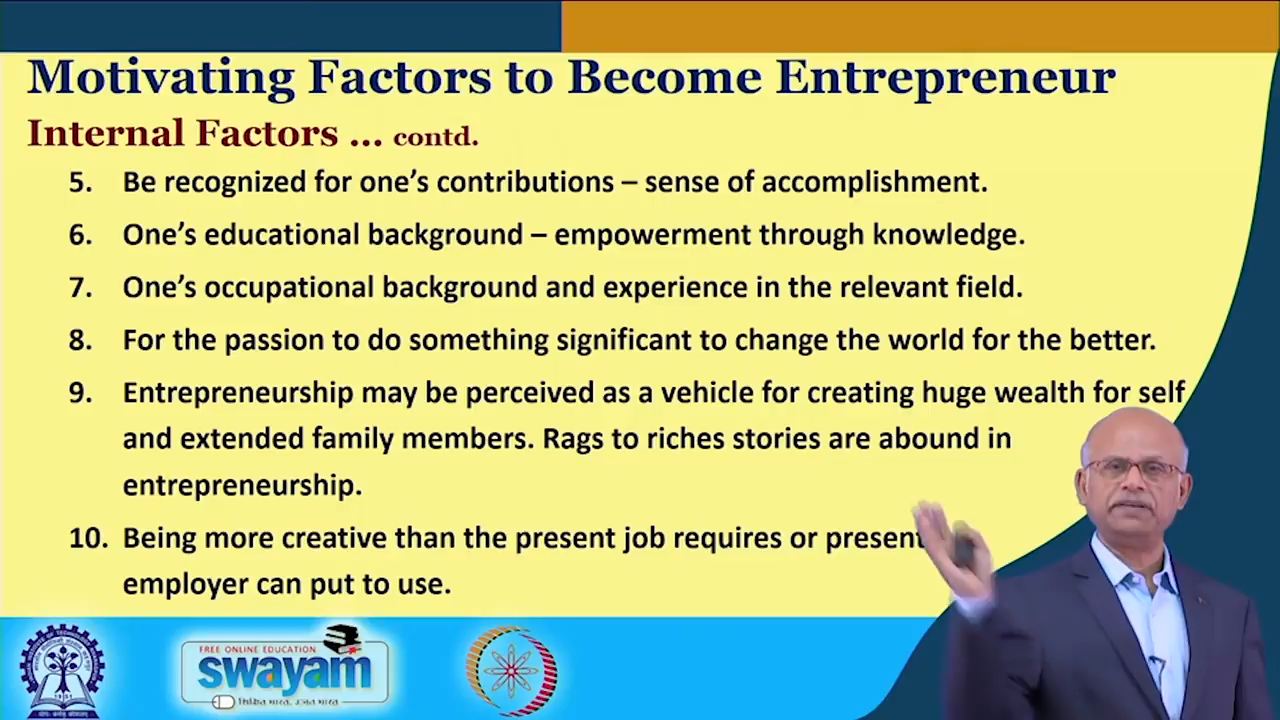 Motivating Factors to Become Entrepreneur
Internal Factors ... contd.
5. Be recognized for one's contributions – sense of accomplishment.
6. One's educational background – empowerment through knowledge.
7. One's occupational background and experience in the relevant field.
8. For the passion to do something significant to change the world for the better.
9. Entrepreneurship may be perceived as a vehicle for creating huge wealth for self
and extended family members. Rags to riches stories are abound in
entrepreneurship.
10. Being more creative than the present job requires or present
employer can put to use.
FREE ONLINE EDUCATION
swayam
शिक्षित भारत, उन्नत भारत